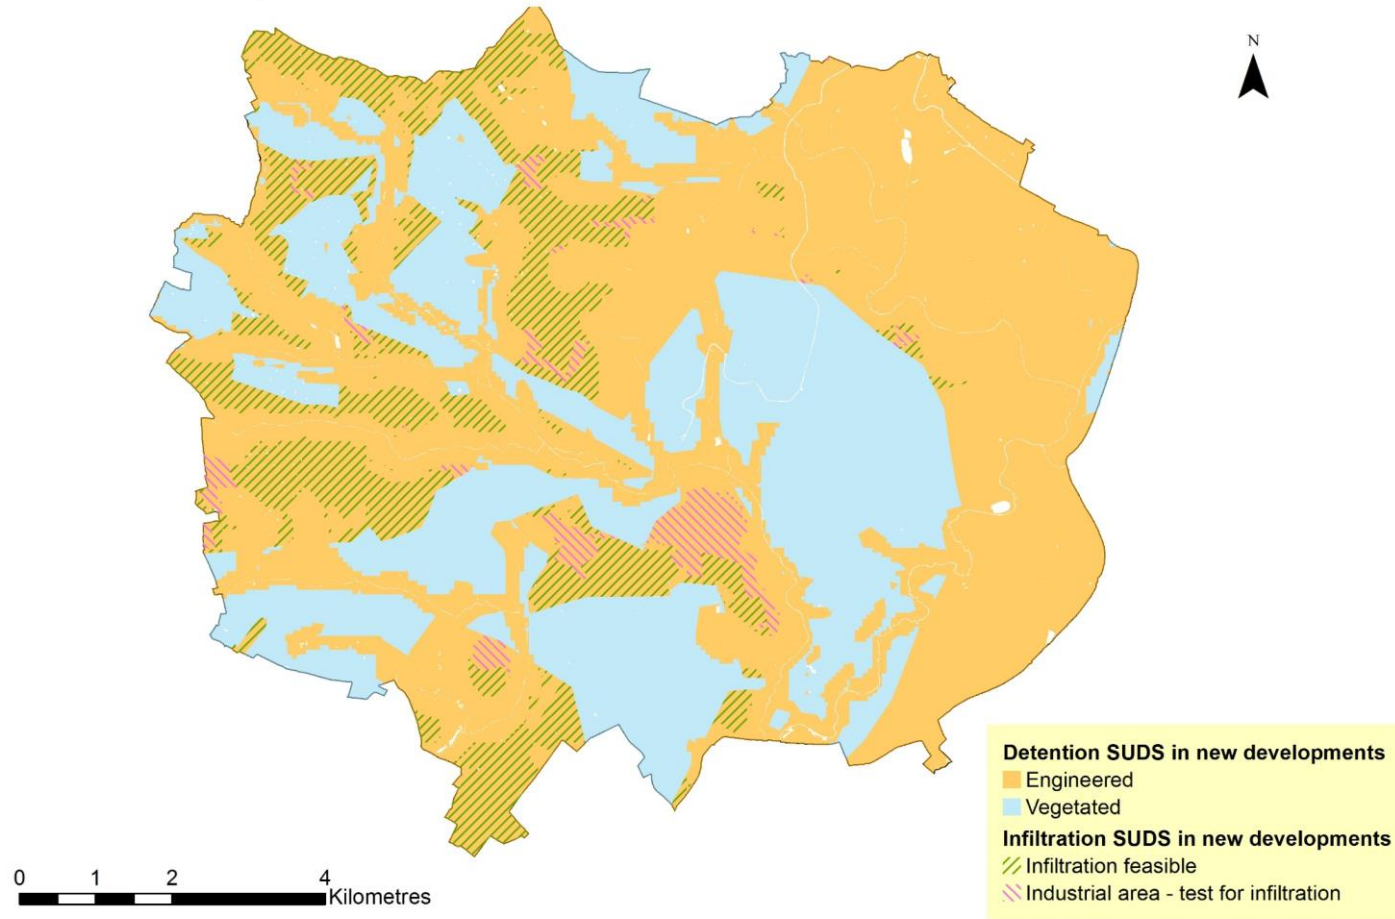 N
Detention SUDS in new developments
Engineered
Vegetated
Infiltration SUDS in new developments
Infiltration feasible
Industrial area - test for infiltration
0 1 2 4
Kilometres